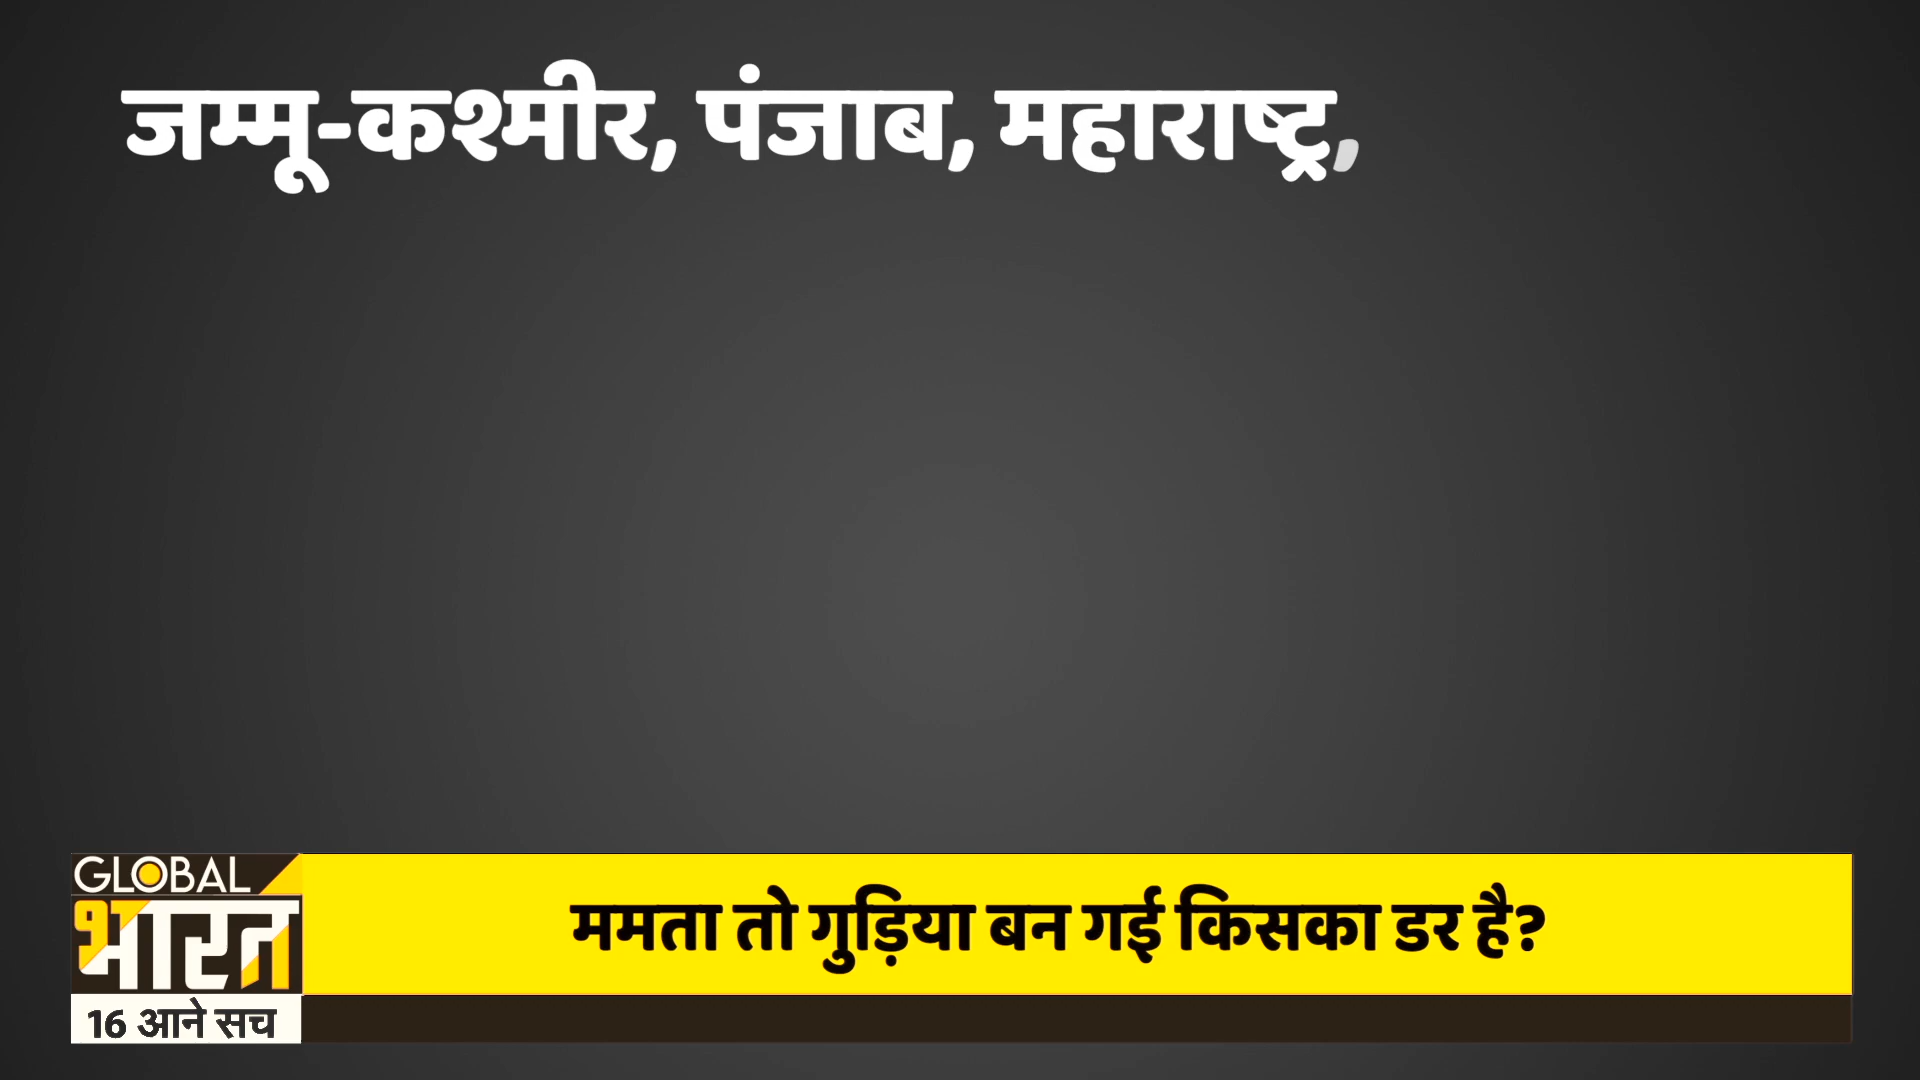 जम्मू-कश्मीर, पंजाब, महाराष्ट्र,
ममता तो गुड़िया बन गई किसका डर है?
GLOBAL
भारत
16 आने सच